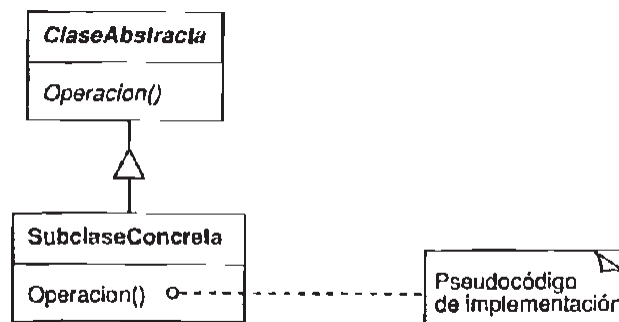 ClaseAbstracta
Operacion()
SubclaseConcreta
Operacion()
Pseudocódigo
de implementación